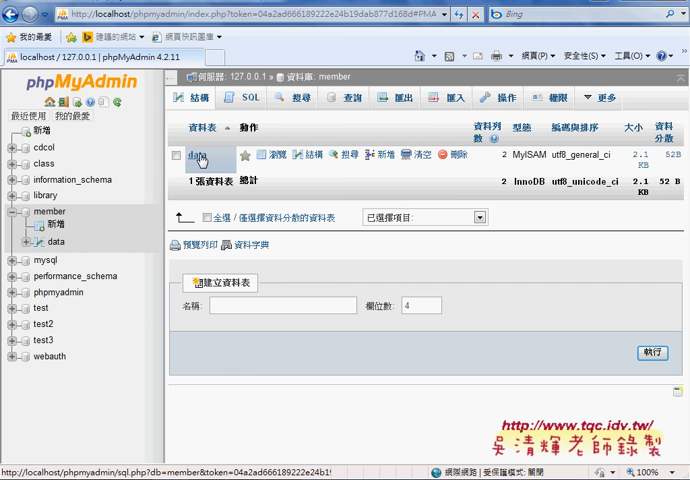 http://localhost/phpmyadmin/index.php?token=04a2ad666189222e24b19dab877d168d#PMA
Bing
我的最愛
建議的網站
網頁快訊圖庫
localhost / 127.0.0.1 | phpMyAdmin 4.2.11
網頁(P)
安全性(S)
工具(O)
phpMyAdmin
最近使用 我的最愛
新增
cdcol
class
information_schema
library
member
新增
data
mysql
performance_schema
phpmyadmin
test
test2
test3
webauth
伺服器: 127.0.0.1 » 資料庫: member
結構 SQL 搜尋 查詢 匯出 匯入 操作 權限 更多
資料表 動作 資料列數 型態 編碼與排序 大小 資料分散
data 瀏覽 結構 搜尋 新增 清空 刪除 2 MyISAM utf8_general_ci 2.1 KB 52B
1 張資料表 總計 2 InnoDB utf8_unicode_ci 2.1 KB 52 B
全選 / 僅選擇資料分散的資料表
已選擇項目:
預覽列印 資料字典
建立資料表
名稱:
欄位數: 4
執行
http://www.tqc.idv.tw/
吳清輝老師錄製
http://localhost/phpmyadmin/sql.php?db=member&token=04a2ad666189222e24b19
網際網路 | 受保護模式: 關閉
100%